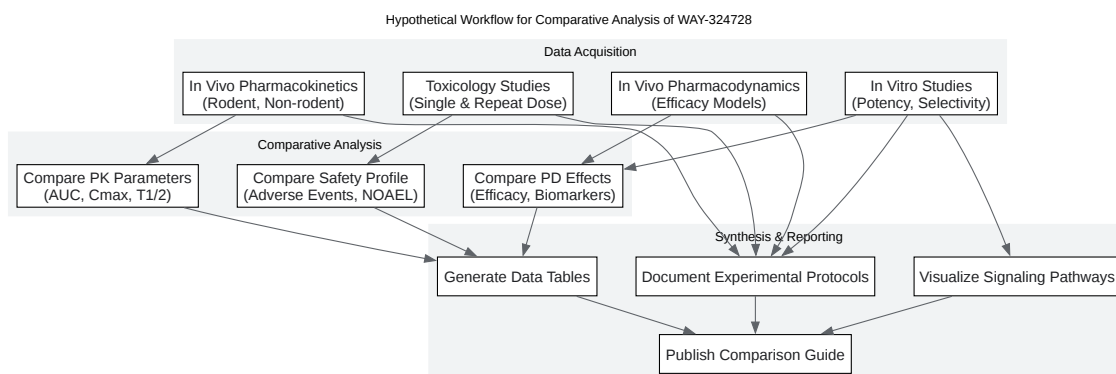 Hypothetical Workflow for Comparative Analysis of WAY-324728
Data Acquisition
In Vivo Pharmacokinetics
(Rodent, Non-rodent)
Toxicology Studies
(Single & Repeat Dose)
In Vivo Pharmacodynamics
(Efficacy Models)
In Vitro Studies
(Potency, Selectivity)
Comparative Analysis
Compare PK Parameters
(AUC, Cmax, T1/2)
Compare Safety Profile
(Adverse Events, NOAEL)
Compare PD Effects
(Efficacy, Biomarkers)
Synthesis & Reporting
Generate Data Tables
Document Experimental Protocols
Visualize Signaling Pathways
Publish Comparison Guide